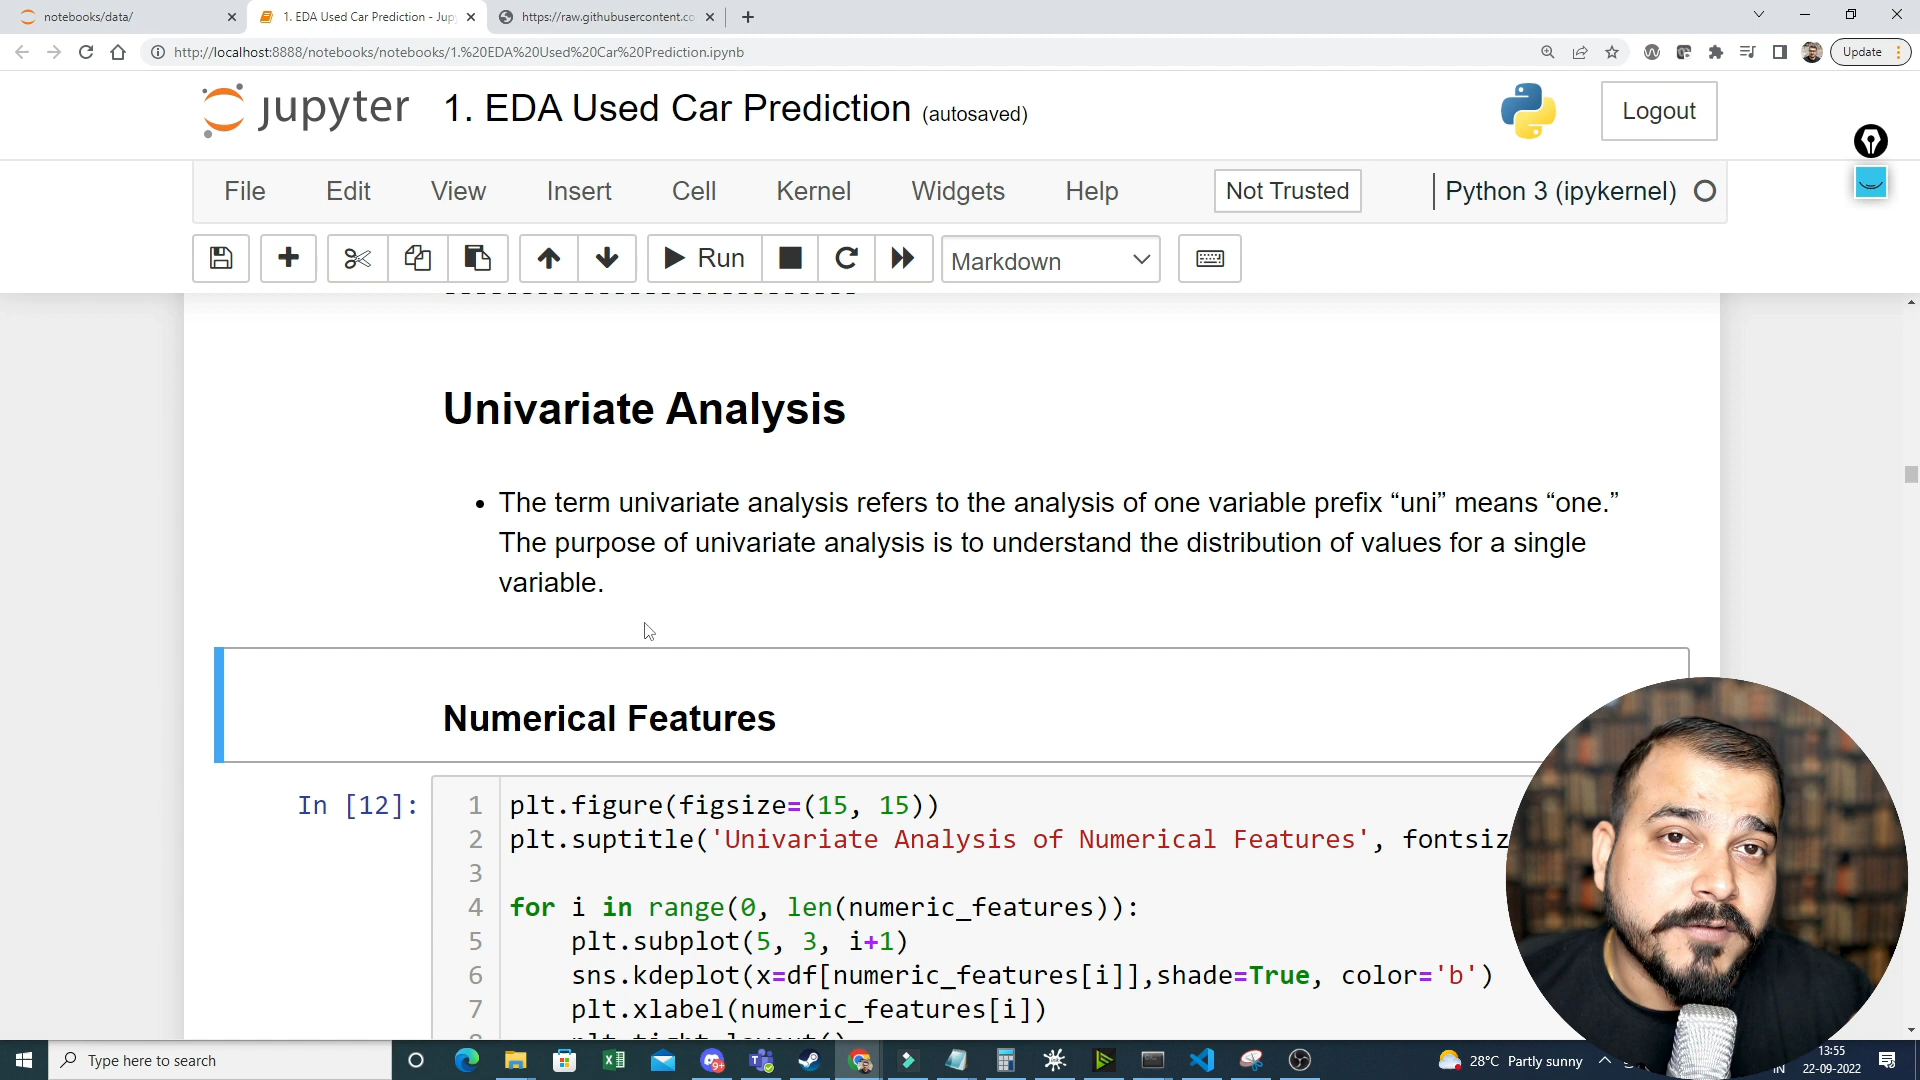 notebooks/data/
1. EDA Used Car Prediction - Jup
https://raw.githubusercontent.co
http://localhost:8888/notebooks/notebooks/1.%20EDA%20Used%20Car%20Prediction.ipynb
Update
jupyter 1. EDA Used Car Prediction (autosaved)
Logout
File Edit View Insert Cell Kernel Widgets Help
Not Trusted
Python 3 (ipykernel)
Run
Markdown
Univariate Analysis
• The term univariate analysis refers to the analysis of one variable prefix “uni” means “one.”
The purpose of univariate analysis is to understand the distribution of values for a single
variable.
Numerical Features
In [12]:
1 plt.figure(figsize=(15, 15))
2 plt.suptitle('Univariate Analysis of Numerical Features', fontsiz
3
4 for i in range(0, len(numeric_features)):
5 plt.subplot(5, 3, i+1)
6 sns.kdeplot(x=df[numeric_features[i]],shade=True, color='b')
7 plt.xlabel(numeric_features[i])
Type here to search
28°C Partly sunny
IN
13:55
22-09-2022